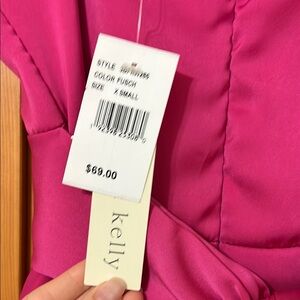 STYLE
COLOR FUSCH
SIZE X SMALL
$69.00
kelly